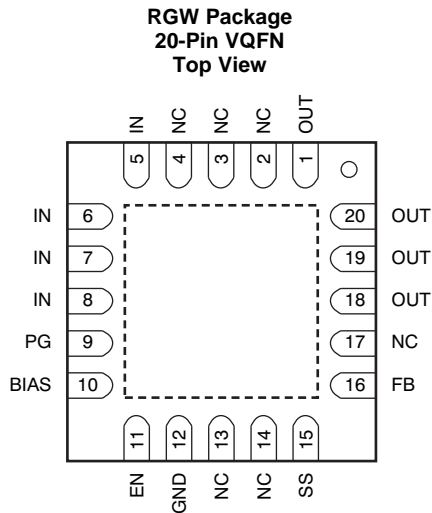 RGW Package
20-Pin VQFN
Top View
IN NC NC NC OUT
5 4 3 2 1
IN 6 20 OUT
IN 7 19 OUT
IN 8 18 OUT
PG 9 17 NC
BIAS 10 16 FB
11 12 13 14 15
EN GND NC NC SS